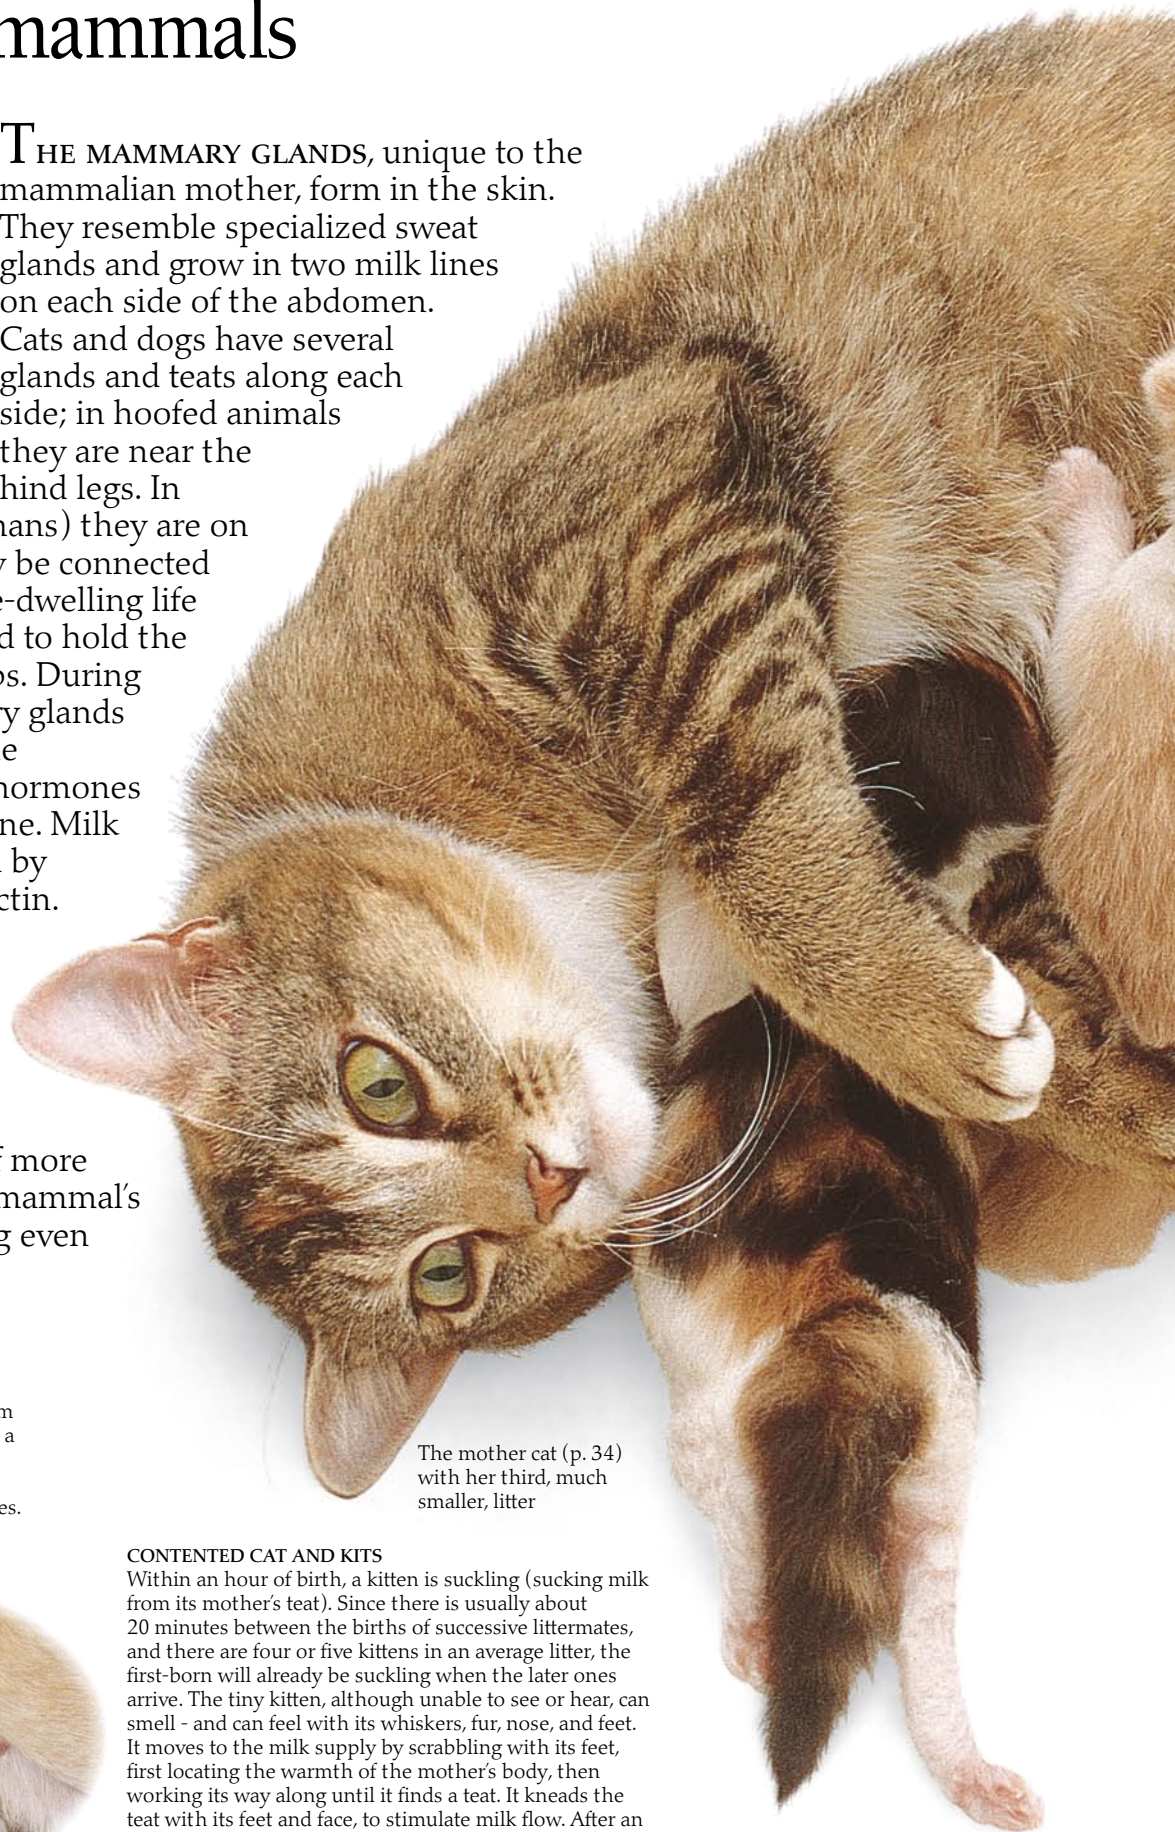 mammals
THE MAMMARY GLANDS, unique to the
mammalian mother, form in the skin.
They resemble specialized sweat
glands and grow in two milk lines
on each side of the abdomen.
Cats and dogs have several
glands and teats along each
side; in hoofed animals
they are near the
hind legs. In
they are on
be connected
-dwelling life
to hold the
During
glands
hormones
Milk
by
more
mammal's
even
a
The mother cat (p. 34)
with her third, much
smaller, litter
CONTENTED CAT AND KITS
Within an hour of birth, a kitten is suckling (sucking milk
from its mother's teat). Since there is usually about
20 minutes between the births of successive littermates,
and there are four or five kittens in an average litter, the
first-born will already be suckling when the later ones
arrive. The tiny kitten, although unable to see or hear, can
smell - and can feel with its whiskers, fur, nose, and feet.
It moves to the milk supply by scrabbling with its feet,
first locating the warmth of the mother's body, then
working its way along until it finds a teat. It kneads the
teat with its feet and face, to stimulate milk flow. After an